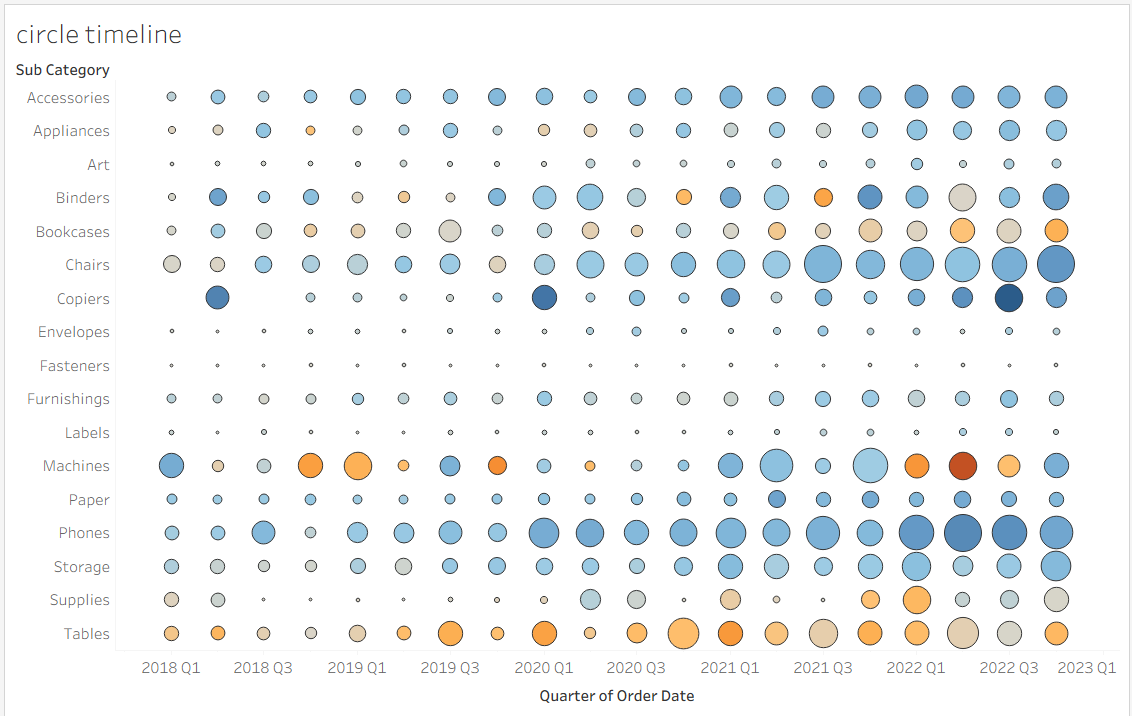 circle timeline
Sub Category
Accessories
Appliances
Art
Binders
Bookcases
Chairs
Copiers
Envelopes
Fasteners
Furnishings
Labels
Machines
Paper
Phones
Storage
Supplies
Tables
2018 Q1 2018 Q3 2019 Q1 2019 Q3 2020 Q1 2020 Q3 2021 Q1 2021 Q3 2022 Q1 2022 Q3 2023 Q1
Quarter of Order Date